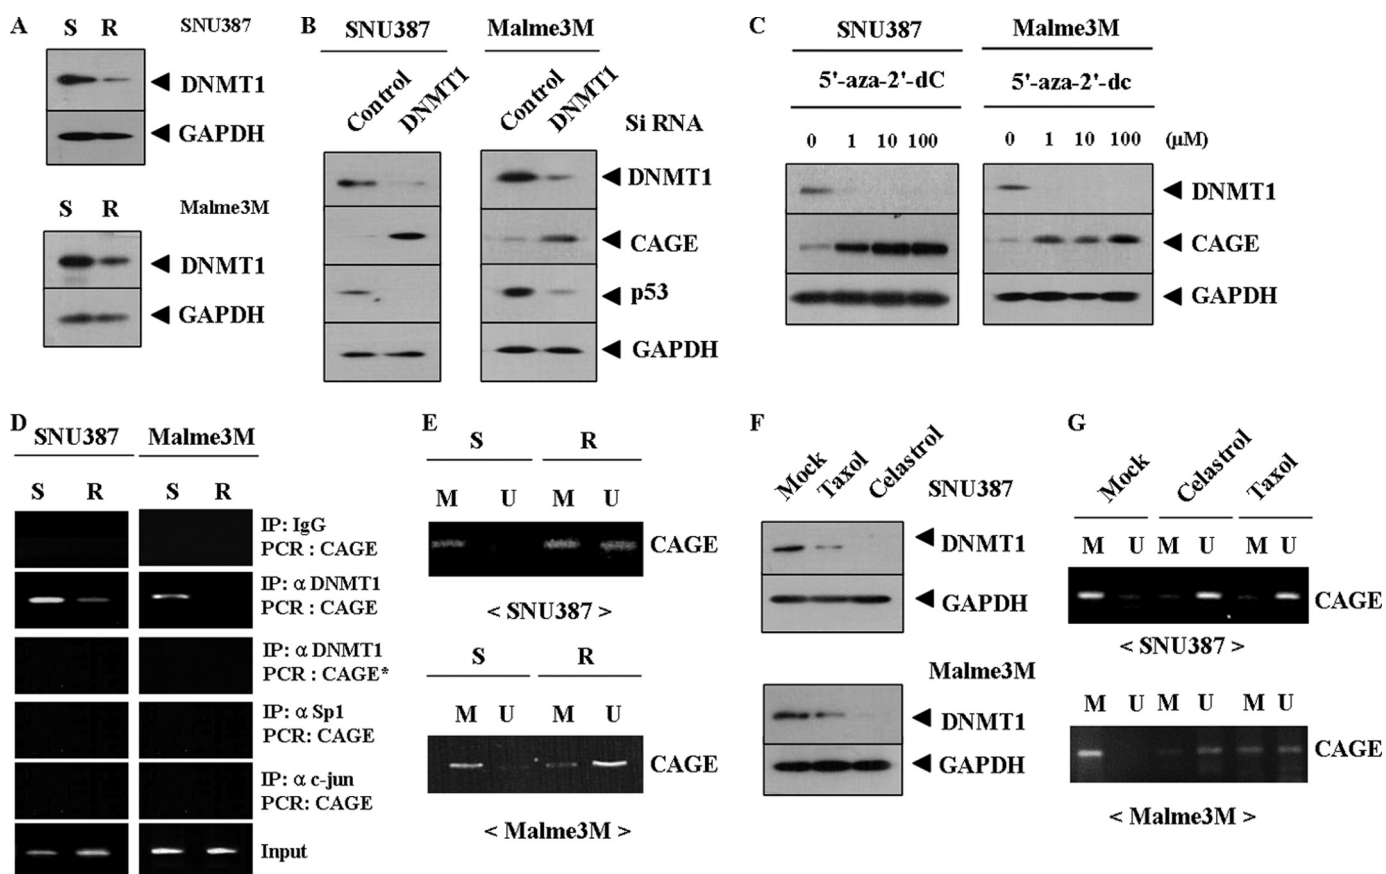 A
S R SNU387
DNMT1
GAPDH
S R Malme3M
DNMT1
GAPDH
B
SNU387 Malme3M
Control DNMT1 Control DNMT1 Si RNA
DNMT1
CAGE
p53
GAPDH
C
SNU387 Malme3M
5'-aza-2'-dC 5'-aza-2'-dc
0 1 10 100 0 1 10 100 (µM)
DNMT1
CAGE
GAPDH
D
SNU387 Malme3M
S R S R
IP: IgG
PCR : CAGE
IP: α DNMT1
PCR: CAGE
IP: α DNMT1
PCR : CAGE*
IP: α Sp1
PCR: CAGE
IP: α c-jun
PCR: CAGE
Input
E
S R
M U M U
CAGE
< SNU387 >
S R
M U M U
CAGE
< Malme3M >
F
Mock Taxol Celastrol
SNU387
DNMT1
GAPDH
Malme3M
DNMT1
GAPDH
G
Mock Celastrol Taxol
M U M U M U
CAGE
< SNU387 >
M U M U M U
CAGE
< Malme3M >